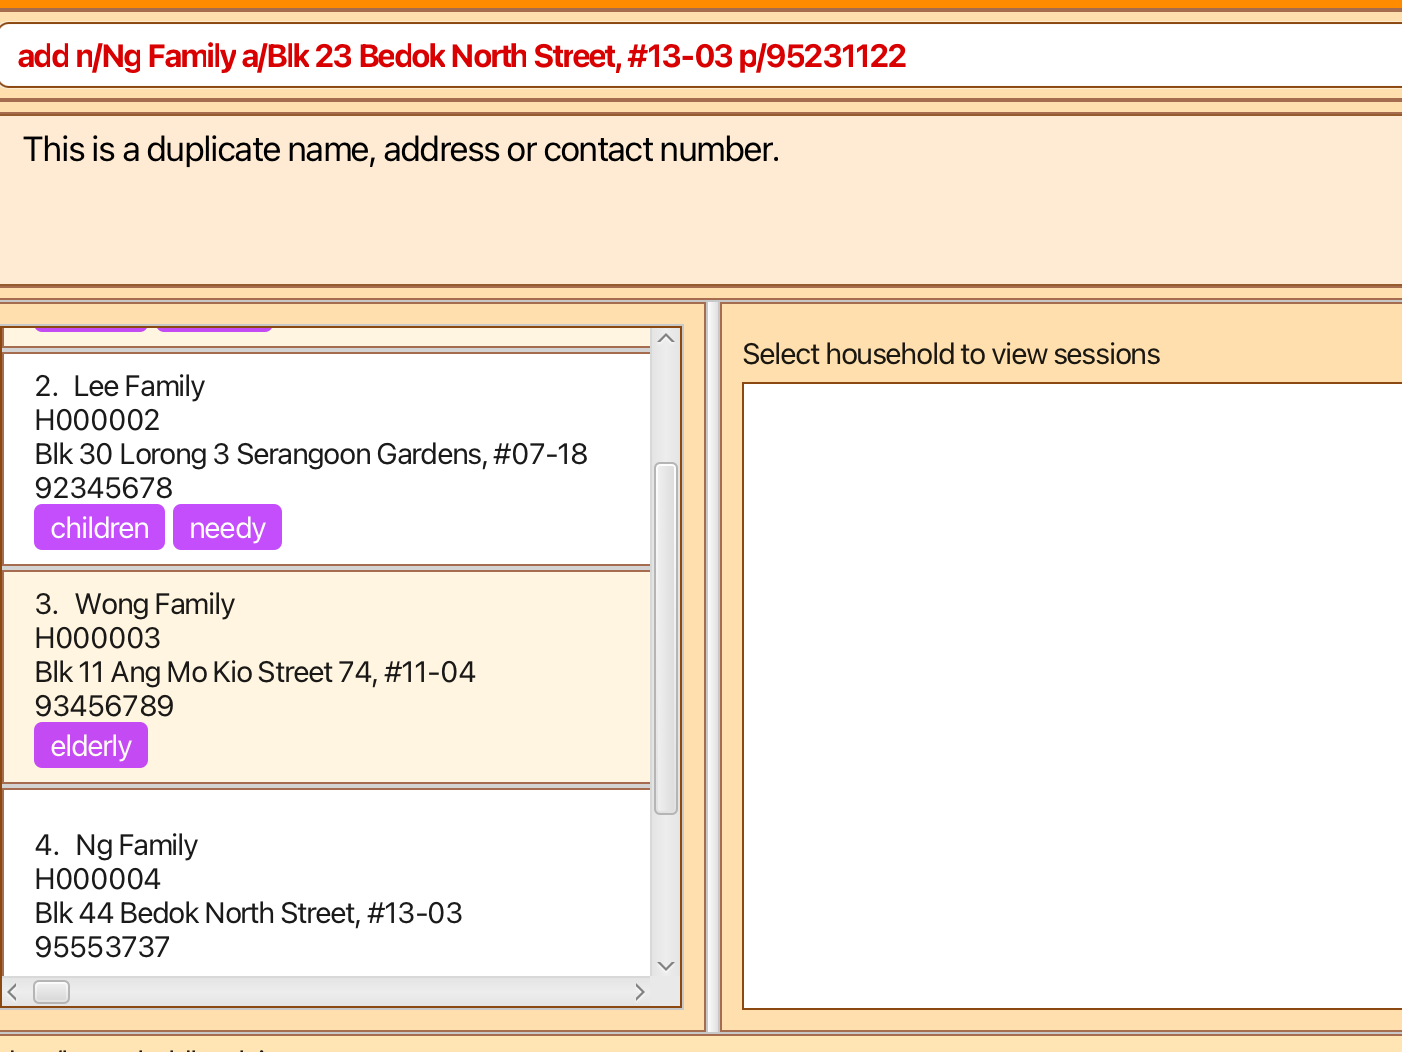 add n/Ng Family a/Blk 23 Bedok North Street, #13-03 p/95231122
This is a duplicate name, address or contact number.
2. Lee Family
H000002
Blk 30 Lorong 3 Serangoon Gardens, #07-18
92345678
children needy
3. Wong Family
H000003
Blk 11 Ang Mo Kio Street 74, #11-04
93456789
elderly
4. Ng Family
H000004
Blk 44 Bedok North Street, #13-03
95553737
Select household to view sessions